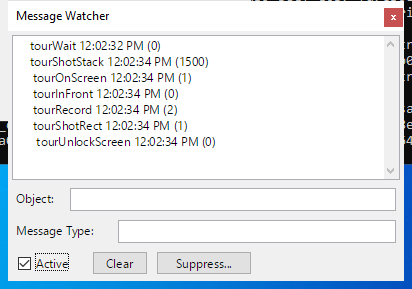 Message Watcher
tourWait 12:02:32 PM (0)
tourShotStack 12:02:34 PM (1500)
tourOnScreen 12:02:34 PM (1)
tourInFront 12:02:34 PM (0)
tourRecord 12:02:34 PM (2)
tourShotRect 12:02:34 PM (1)
tourUnlockScreen 12:02:34 PM (0)
Object:
Message Type:
Active
Clear
Suppress...